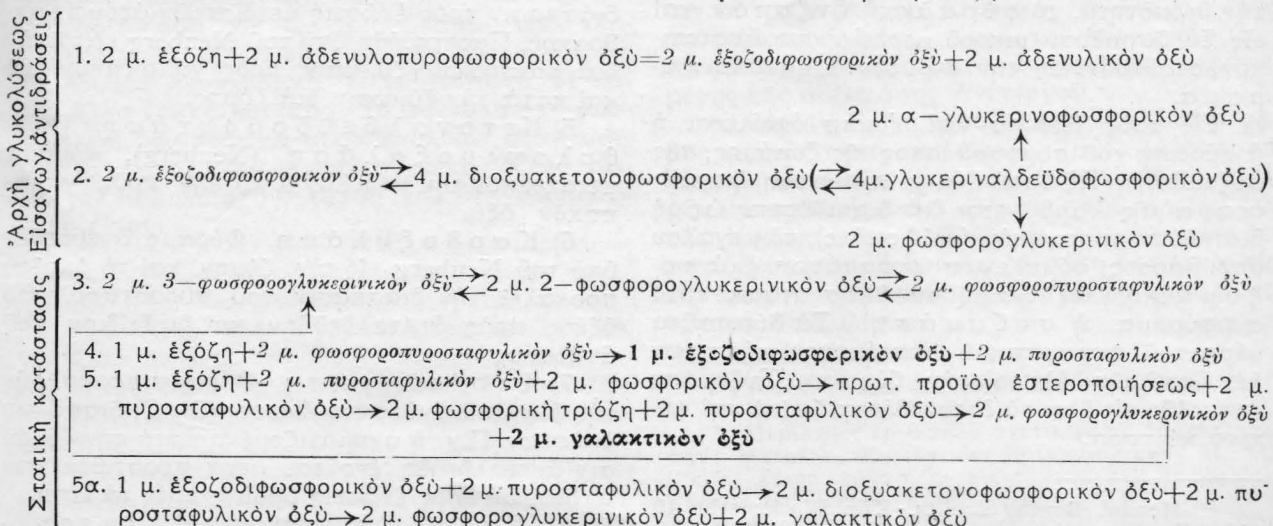 Ἀρχὴ γλυκολύσεως
Εἰσαγωγ. ἀντιδράσεις
1. 2 μ. ἑξόζη+2 μ. ἀδενυλοπυροφωσφορικὸν ὀξὺ=2 μ. ἑξοζοδιφωσφορικὸν ὀξὺ+2 μ. ἀδενυλικὸν ὀξὺ
2 μ. α—γλυκερινοφωσφορικὸν ὀξὺ
↑
2. 2 μ. ἑξοζοδιφωσφορικὸν ὀξὺ⇄4 μ. διοξυακετονοφωσφορικὸν ὀξὺ(⇄4μ.γλυκεριναλδεϋδοφωσφορικὸν ὀξὺ)
↓
2 μ. φωσφορογλυκερινικὸν ὀξὺ
Στατικὴ κατάστασις
3. 2 μ. 3—φωσφορογλυκερινικὸν ὀξὺ⇄2 μ. 2—φωσφορογλυκερινικὸν ὀξὺ⇄2 μ. φωσφοροπυροσταφυλικὸν ὀξὺ
↑
4. 1 μ. ἑξόζη+2 μ. φωσφοροπυροσταφυλικὸν ὀξὺ→1 μ. ἑξοζοδιφωσφορικὸν ὀξὺ+2 μ. πυροσταφυλικὸν ὀξὺ
5. 1 μ. ἑξόζη+2 μ. πυροσταφυλικὸν ὀξὺ+2 μ. φωσφορικὸν ὀξὺ→πρωτ. προϊὸν ἐστεροποιήσεως+2 μ.
πυροσταφυλικὸν ὀξὺ→2 μ. φωσφορικὴ τριόζη+2 μ. πυροσταφυλικὸν ὀξὺ→2 μ. φωσφορογλυκερινικὸν ὀξὺ
+2 μ. γαλακτικὸν ὀξὺ
5α. 1 μ. ἑξοζοδιφωσφορικὸν ὀξὺ+2 μ. πυροσταφυλικὸν ὀξὺ→2 μ. διοξυακετονοφωσφορικὸν ὀξὺ+2 μ. πυ-
ροσταφυλικὸν ὀξὺ→2 μ. φωσφορογλυκερινικὸν ὀξὺ+2 μ. γαλακτικὸν ὀξὺ